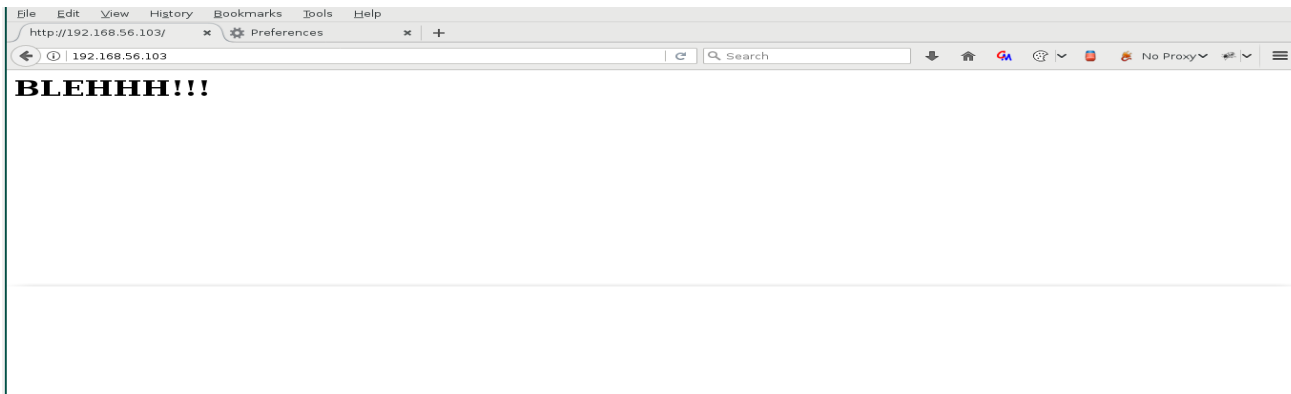 File Edit View History Bookmarks Tools Help
http://192.168.56.103/ Preferences
192.168.56.103 Search No Proxy
BLEHHH!!!